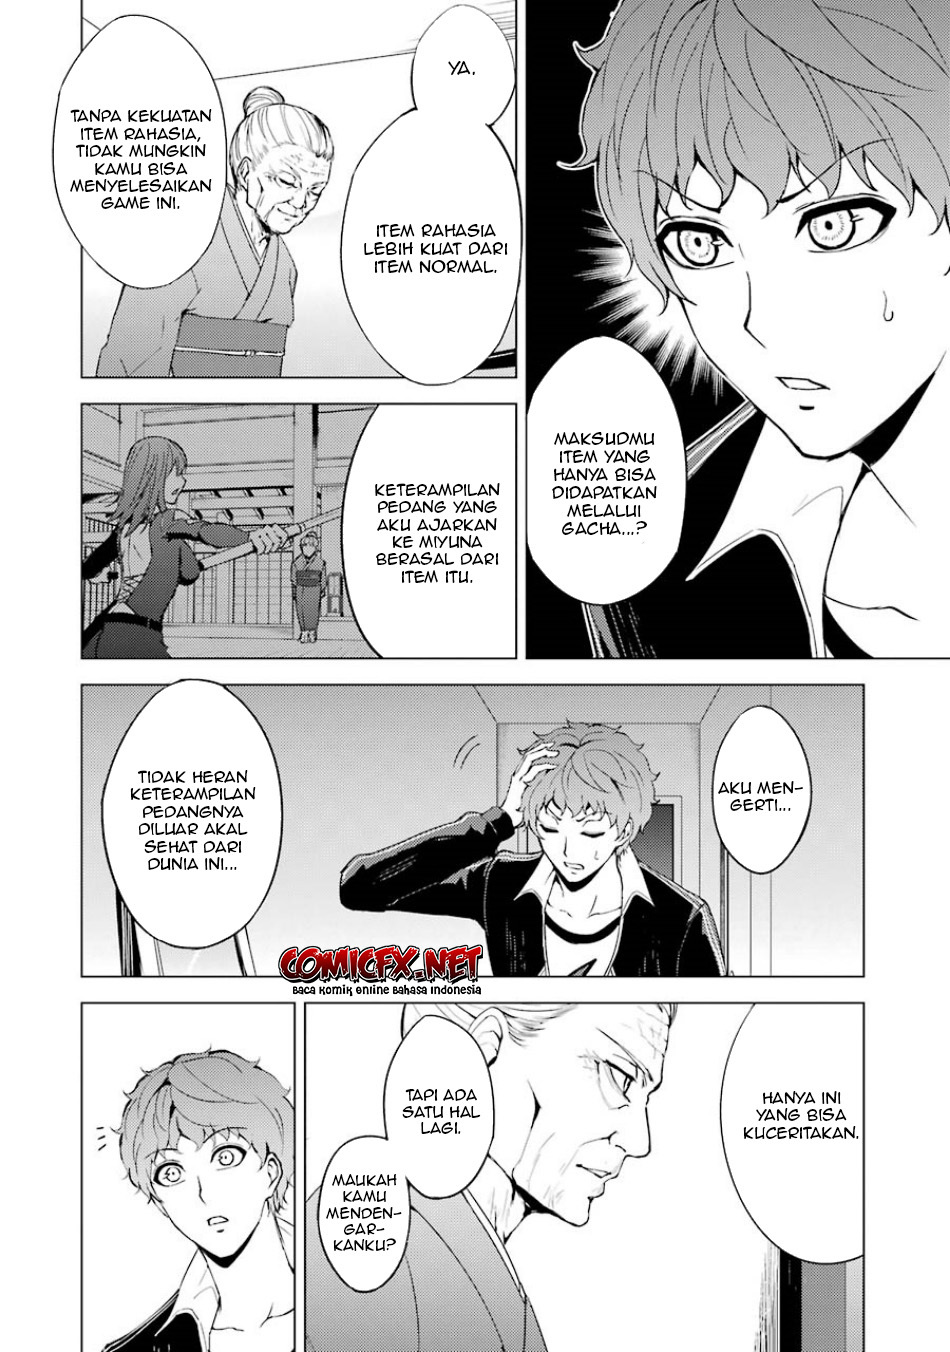 MAKSUDMU
ITEM YANG
HANYA BISA
DIDAPATKAN
MELALUI
GACHA...?
YA.
ITEM RAHASIA
LEBIH KUAT DARI
ITEM NORMAL.
TANPA KEKUATAN
ITEM RAHASIA,
TIDAK MUNGKIN
KAMU BISA
MENYELESAIKAN
GAME INI.
KETERAMPILAN
PEDANG YANG
AKU AJARKAN
KE MIYUNA
BERASAL DARI
ITEM ITU.
AKU MEN-
GERTI...
TIDAK HERAN
KETERAMPILAN
PEDANGNYA
DILUAR AKAL
SEHAT DARI
DUNIA INI...
COMICFX.NET
Baca Komik Online Bahasa Indonesia
HANYA INI
YANG BISA
KUCERITAKAN.
TAPI ADA
SATU HAL
LAGI.
MAUKAH
KAMU
MENDEN-
GAR-
KANKU?